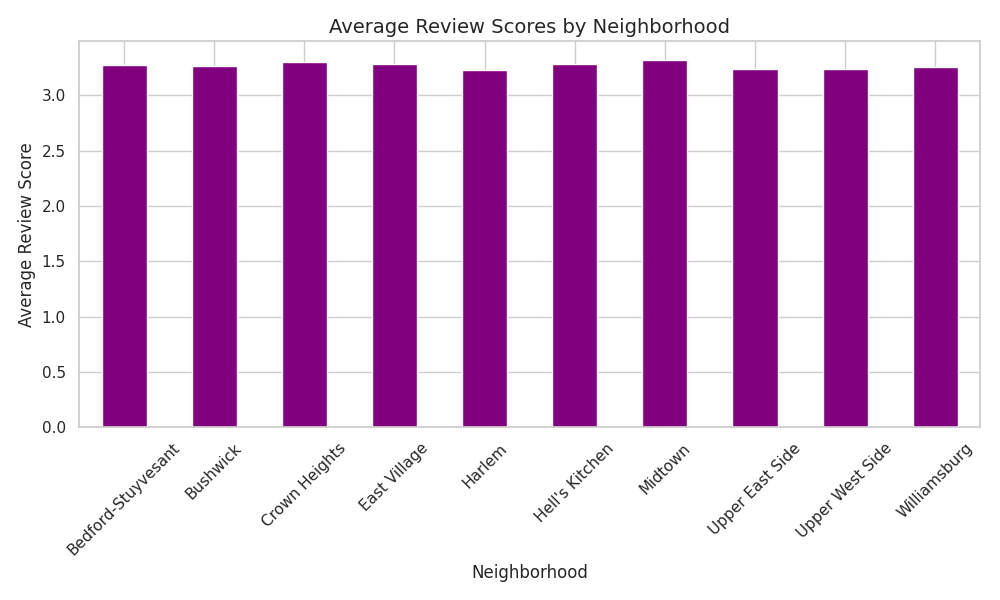 Average Review Scores by Neighborhood
Average Review Score
3.0
2.5
2.0
1.5
1.0
0.5
0.0
Bedford-Stuyvesant
Bushwick
Crown Heights
East Village
Harlem
Hell's Kitchen
Midtown
Upper East Side
Upper West Side
Williamsburg
Neighborhood